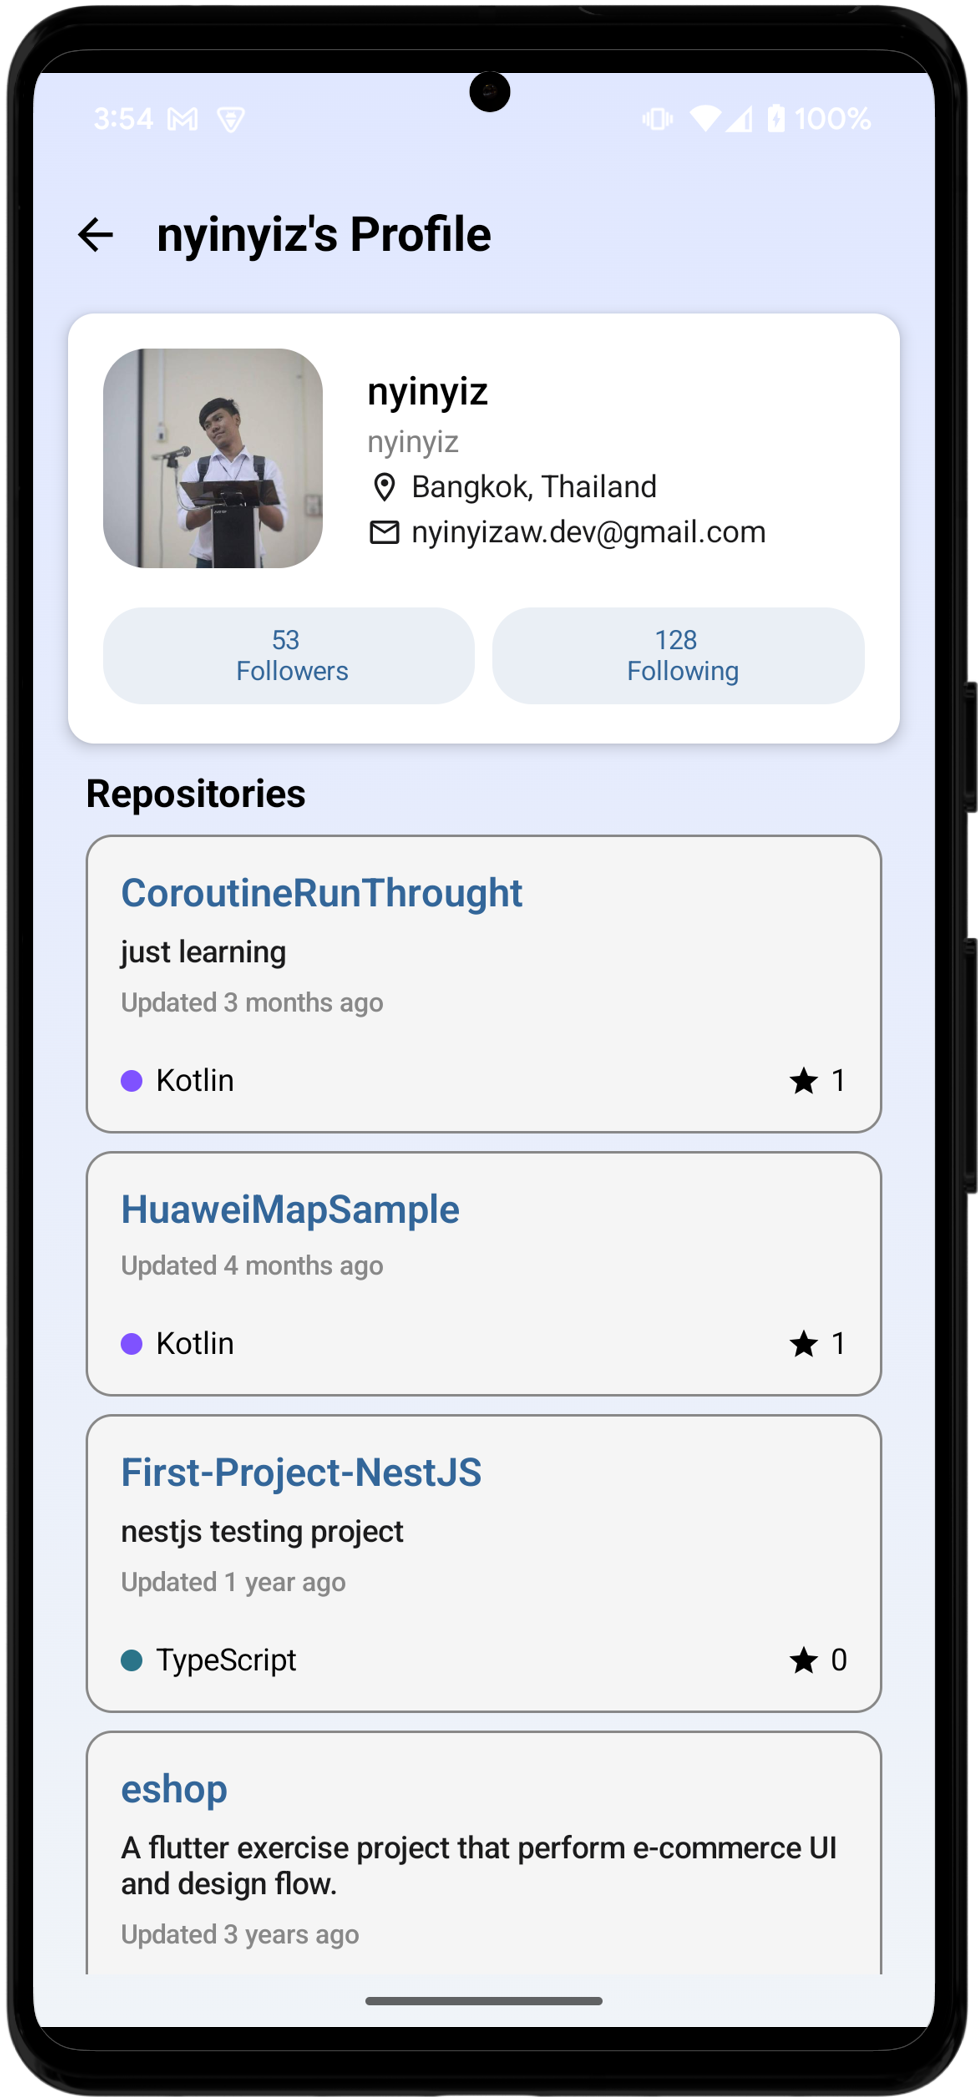 3:54 100%
nyinyiz's Profile
nyinyiz
nyinyiz
Bangkok, Thailand
nyinyizaw.dev@gmail.com
53
Followers
128
Following
Repositories
CoroutineRunThrought
just learning
Updated 3 months ago
Kotlin 1
HuaweiMapSample
Updated 4 months ago
Kotlin 1
First-Project-NestJS
nestjs testing project
Updated 1 year ago
TypeScript 0
eshop
A flutter exercise project that perform e-commerce UI
and design flow.
Updated 3 years ago